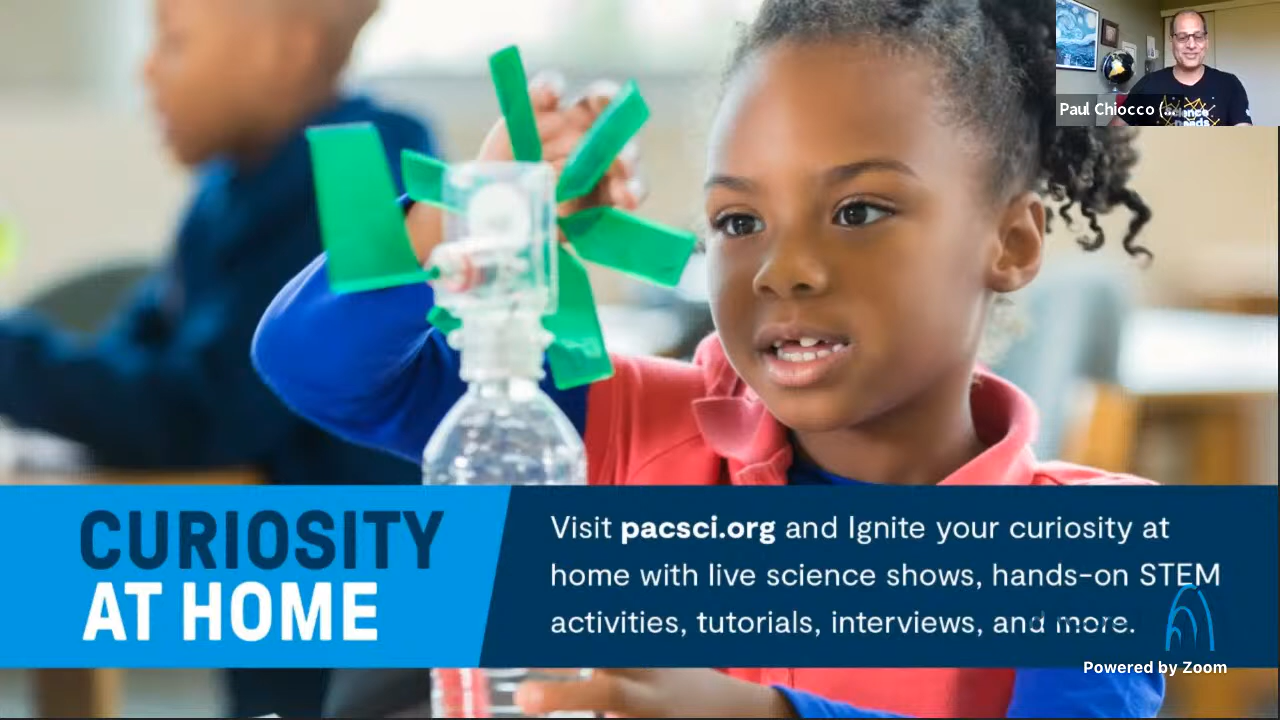 Paul Chiocco (
Science
CURIOSITY
AT HOME
Visit pacsci.org and Ignite your curiosity at
home with live science shows, hands-on STEM
activities, tutorials, interviews, and more.
Powered by Zoom